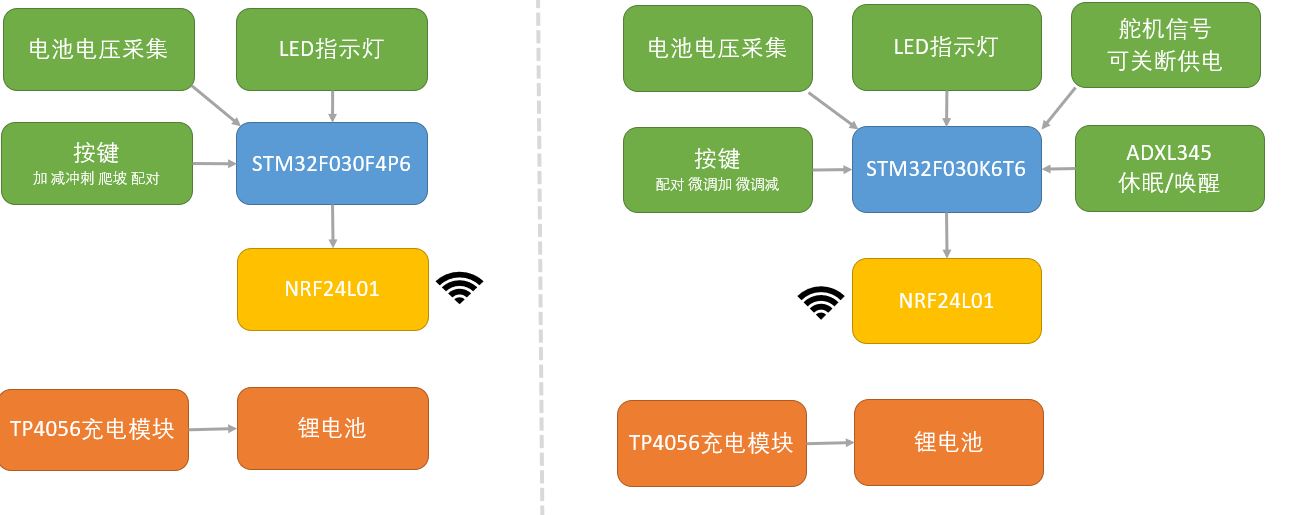 电池电压采集
LED指示灯
按键
加 减冲刺 爬坡 配对
STM32F030F4P6
NRF24L01
TP4056充电模块
锂电池
电池电压采集
LED指示灯
舵机信号
可关断供电
按键
配对 微调加 微调减
STM32F030K6T6
ADXL345
休眠/唤醒
NRF24L01
TP4056充电模块
锂电池